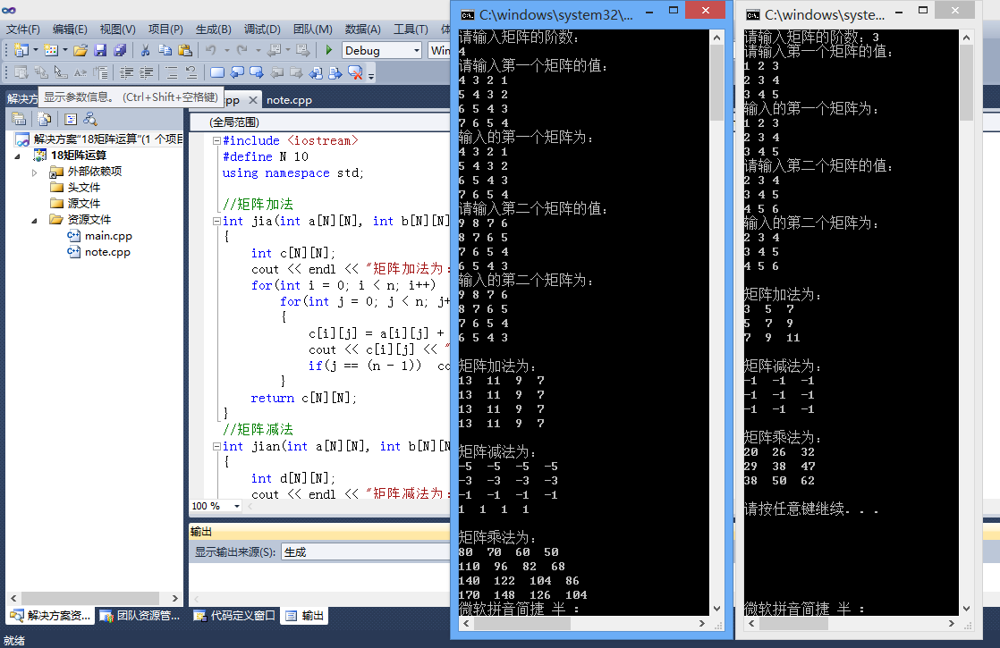 文件(F) 编辑(E) 视图(V) 项目(P) 生成(B) 调试(D) 团队(M) 数据(A) 工具(T) 体
Debug Win
解决方 显示参数信息。 (Ctrl+Shift+空格键) pp × note.cpp
解决方案"18矩阵运算"(1 个项目
18矩阵运算
外部依赖项
头文件
源文件
资源文件
main.cpp
note.cpp
(全局范围)
#include <iostream>
#define N 10
using namespace std;
//矩阵加法
int jia(int a[N][N], int b[N][N]
{
int c[N][N];
cout << endl << "矩阵加法为:
for(int i = 0; i < n; i++)
for(int j = 0; j < n; j+
{
c[i][j] = a[i][j] +
cout << c[i][j] << "
if(j == (n - 1)) co
}
return c[N][N];
}
//矩阵减法
int jian(int a[N][N], int b[N][N
{
int d[N][N];
cout << endl << "矩阵减法为:
100 %
输出
显示输出来源(S): 生成
解决方案资... 团队资源管... 代码定义窗口 输出
就绪
C:\windows\system32\...
请输入矩阵的阶数:
4
请输入第一个矩阵的值:
4 3 2 1
5 4 3 2
6 5 4 3
7 6 5 4
输入的第一个矩阵为:
4 3 2 1
5 4 3 2
6 5 4 3
7 6 5 4
请输入第二个矩阵的值:
9 8 7 6
8 7 6 5
7 6 5 4
6 5 4 3
输入的第二个矩阵为:
9 8 7 6
8 7 6 5
7 6 5 4
6 5 4 3
矩阵加法为:
13 11 9 7
13 11 9 7
13 11 9 7
13 11 9 7
矩阵减法为:
-5 -5 -5 -5
-3 -3 -3 -3
-1 -1 -1 -1
1 1 1 1
矩阵乘法为:
80 70 60 50
110 96 82 68
140 122 104 86
170 148 126 104
微软拼音简捷 半 :
C:\windows\syste...
请输入矩阵的阶数: 3
请输入第一个矩阵的值:
1 2 3
2 3 4
3 4 5
输入的第一个矩阵为:
1 2 3
2 3 4
3 4 5
请输入第二个矩阵的值:
2 3 4
3 4 5
4 5 6
输入的第二个矩阵为:
2 3 4
3 4 5
4 5 6
矩阵加法为:
3 5 7
5 7 9
7 9 11
矩阵减法为:
-1 -1 -1
-1 -1 -1
-1 -1 -1
矩阵乘法为:
20 26 32
29 38 47
38 50 62
请按任意键继续. . .
微软拼音简捷 半 :